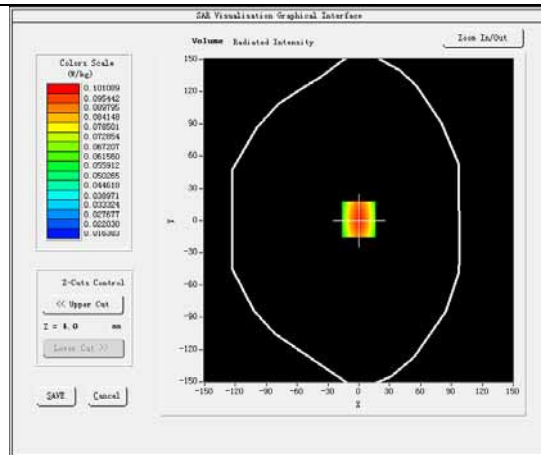 SAR Visualisation Graphical Interface
Volume Radiated Intensity
Zoom In/Out
Colors Scale
(W/kg)
0.101089
0.095442
0.089795
0.084148
0.078501
0.072854
0.067207
0.061560
0.055912
0.050265
0.044618
0.038971
0.033324
0.027677
0.022030
0.016383
150
120
90
60
30
0
-30
-60
-90
-120
-150
Y
-150 -120 -90 -60 -30 0 30 60 90 120 150
X
Z-Cuts Control
<< Upper Cut
Z = 4.0 mm
Lower Cut >>
SAVE Cancel